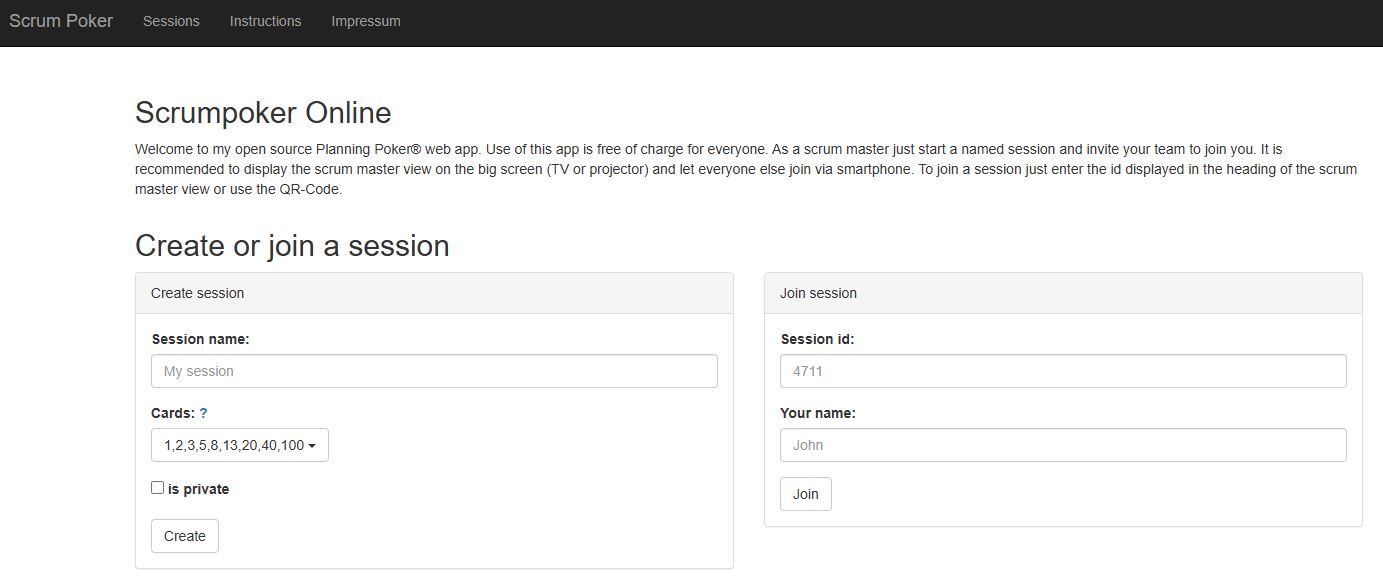 Scrum Poker Sessions Instructions Impressum
Scrumpoker Online
Welcome to my open source Planning Poker® web app. Use of this app is free of charge for everyone. As a scrum master just start a named session and invite your team to join you. It is
recommended to display the scrum master view on the big screen (TV or projector) and let everyone else join via smartphone. To join a session just enter the id displayed in the heading of the scrum
master view or use the QR-Code.
Create or join a session
Create session
Session name:
My session
Cards: ?
1,2,3,5,8,13,20,40,100
is private
Create
Join session
Session id:
4711
Your name:
John
Join